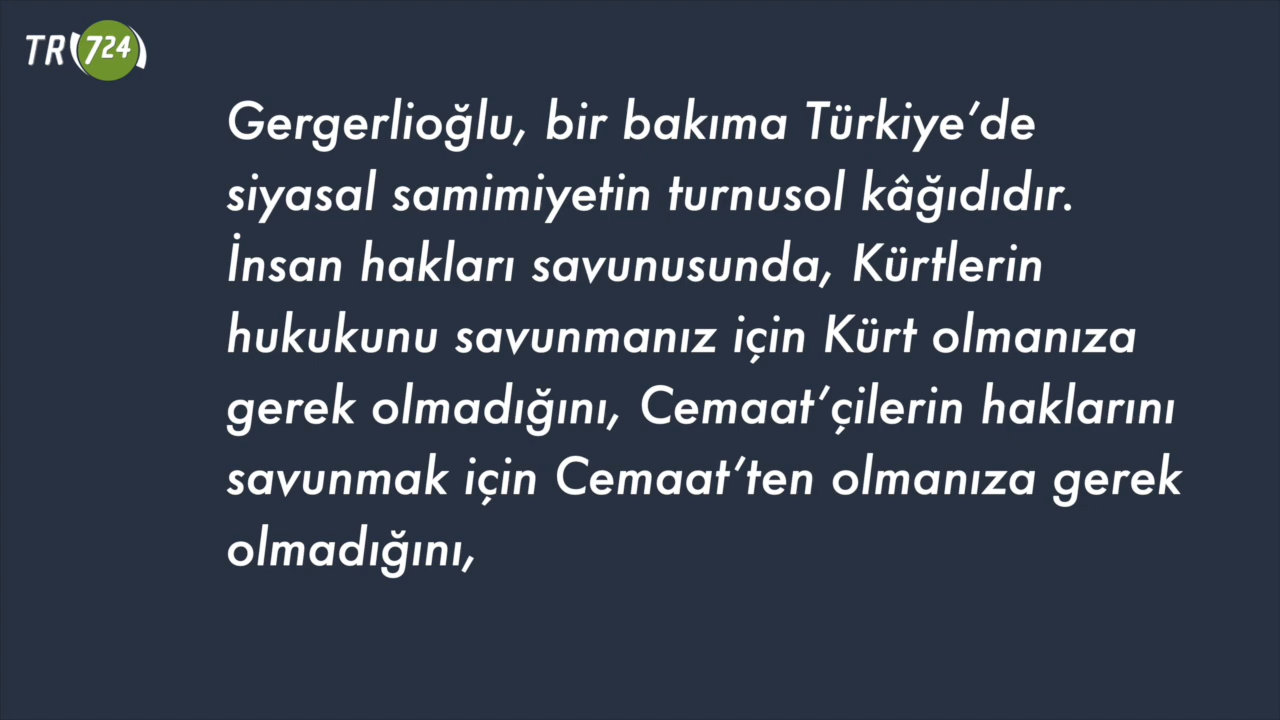 TR724
Gergerlioğlu, bir bakıma Türkiye’de
siyasal samimiyetin turnusol kâğıdıdır.
İnsan hakları savunusunda, Kürtlerin
hukukunu savunmanız için Kürt olmanıza
gerek olmadığını, Cemaat’çilerin haklarını
savunmak için Cemaat’ten olmanıza gerek
olmadığını,